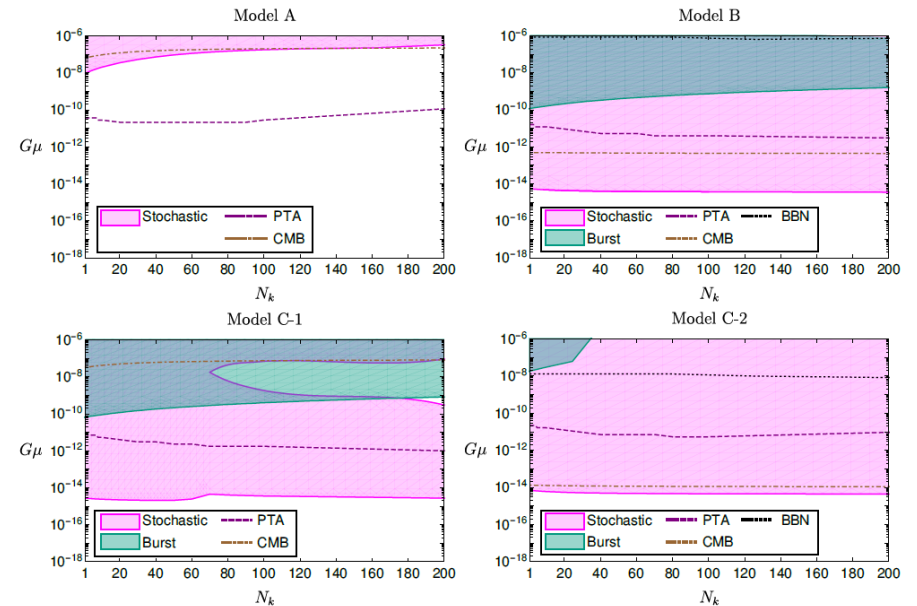 Model A
10^-6
10^-8
10^-10
10^-12
10^-14
10^-16
10^-18
Gμ
Stochastic
PTA
CMB
1 20 40 60 80 100 120 140 160 180 200
N_k
Model B
10^-6
10^-8
10^-10
10^-12
10^-14
10^-16
10^-18
Gμ
Stochastic PTA BBN
Burst CMB
1 20 40 60 80 100 120 140 160 180 200
N_k
Model C-1
10^-6
10^-8
10^-10
10^-12
10^-14
10^-16
10^-18
Gμ
Stochastic PTA
Burst CMB
1 20 40 60 80 100 120 140 160 180 200
N_k
Model C-2
10^-6
10^-8
10^-10
10^-12
10^-14
10^-16
10^-18
Gμ
Stochastic PTA BBN
Burst CMB
1 20 40 60 80 100 120 140 160 180 200
N_k